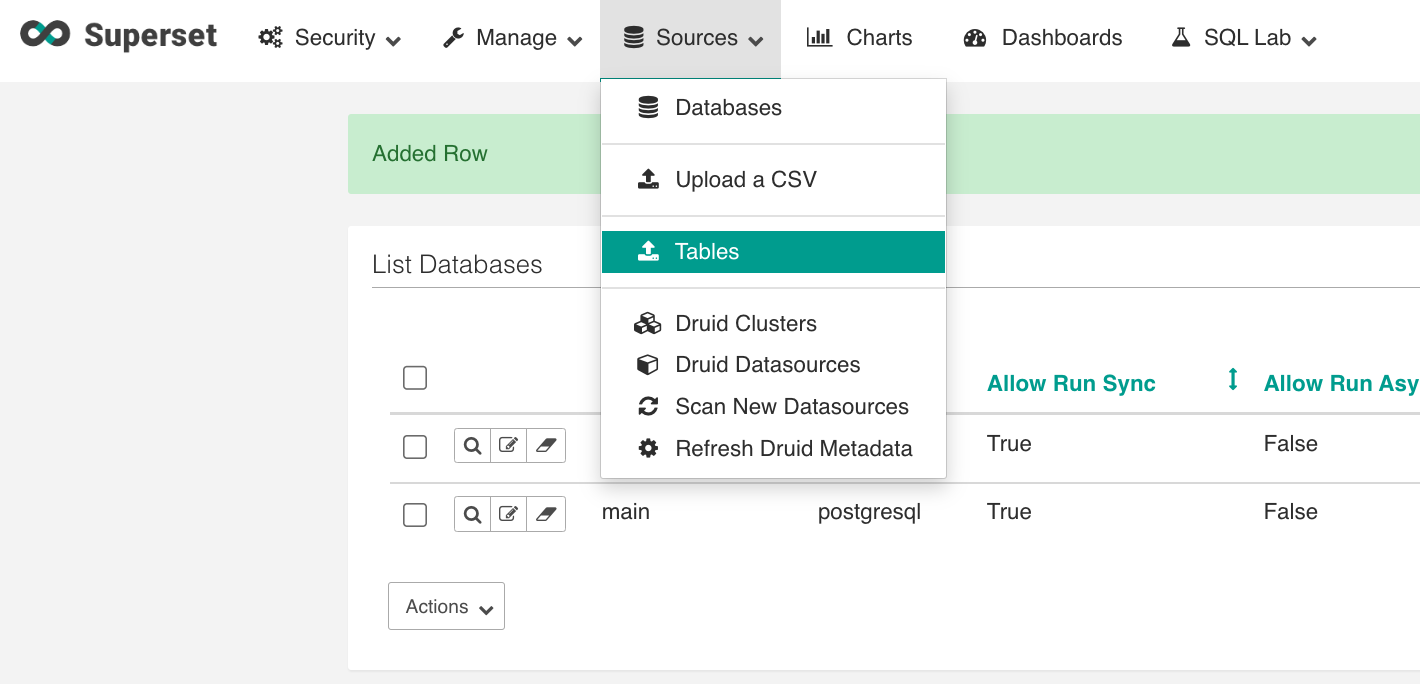 Superset Security Manage Sources Charts Dashboards SQL Lab
Databases
Upload a CSV
Tables
Druid Clusters
Druid Datasources
Scan New Datasources
Refresh Druid Metadata
Added Row
List Databases
Allow Run Sync Allow Run Asy
True False
main postgresql True False
Actions